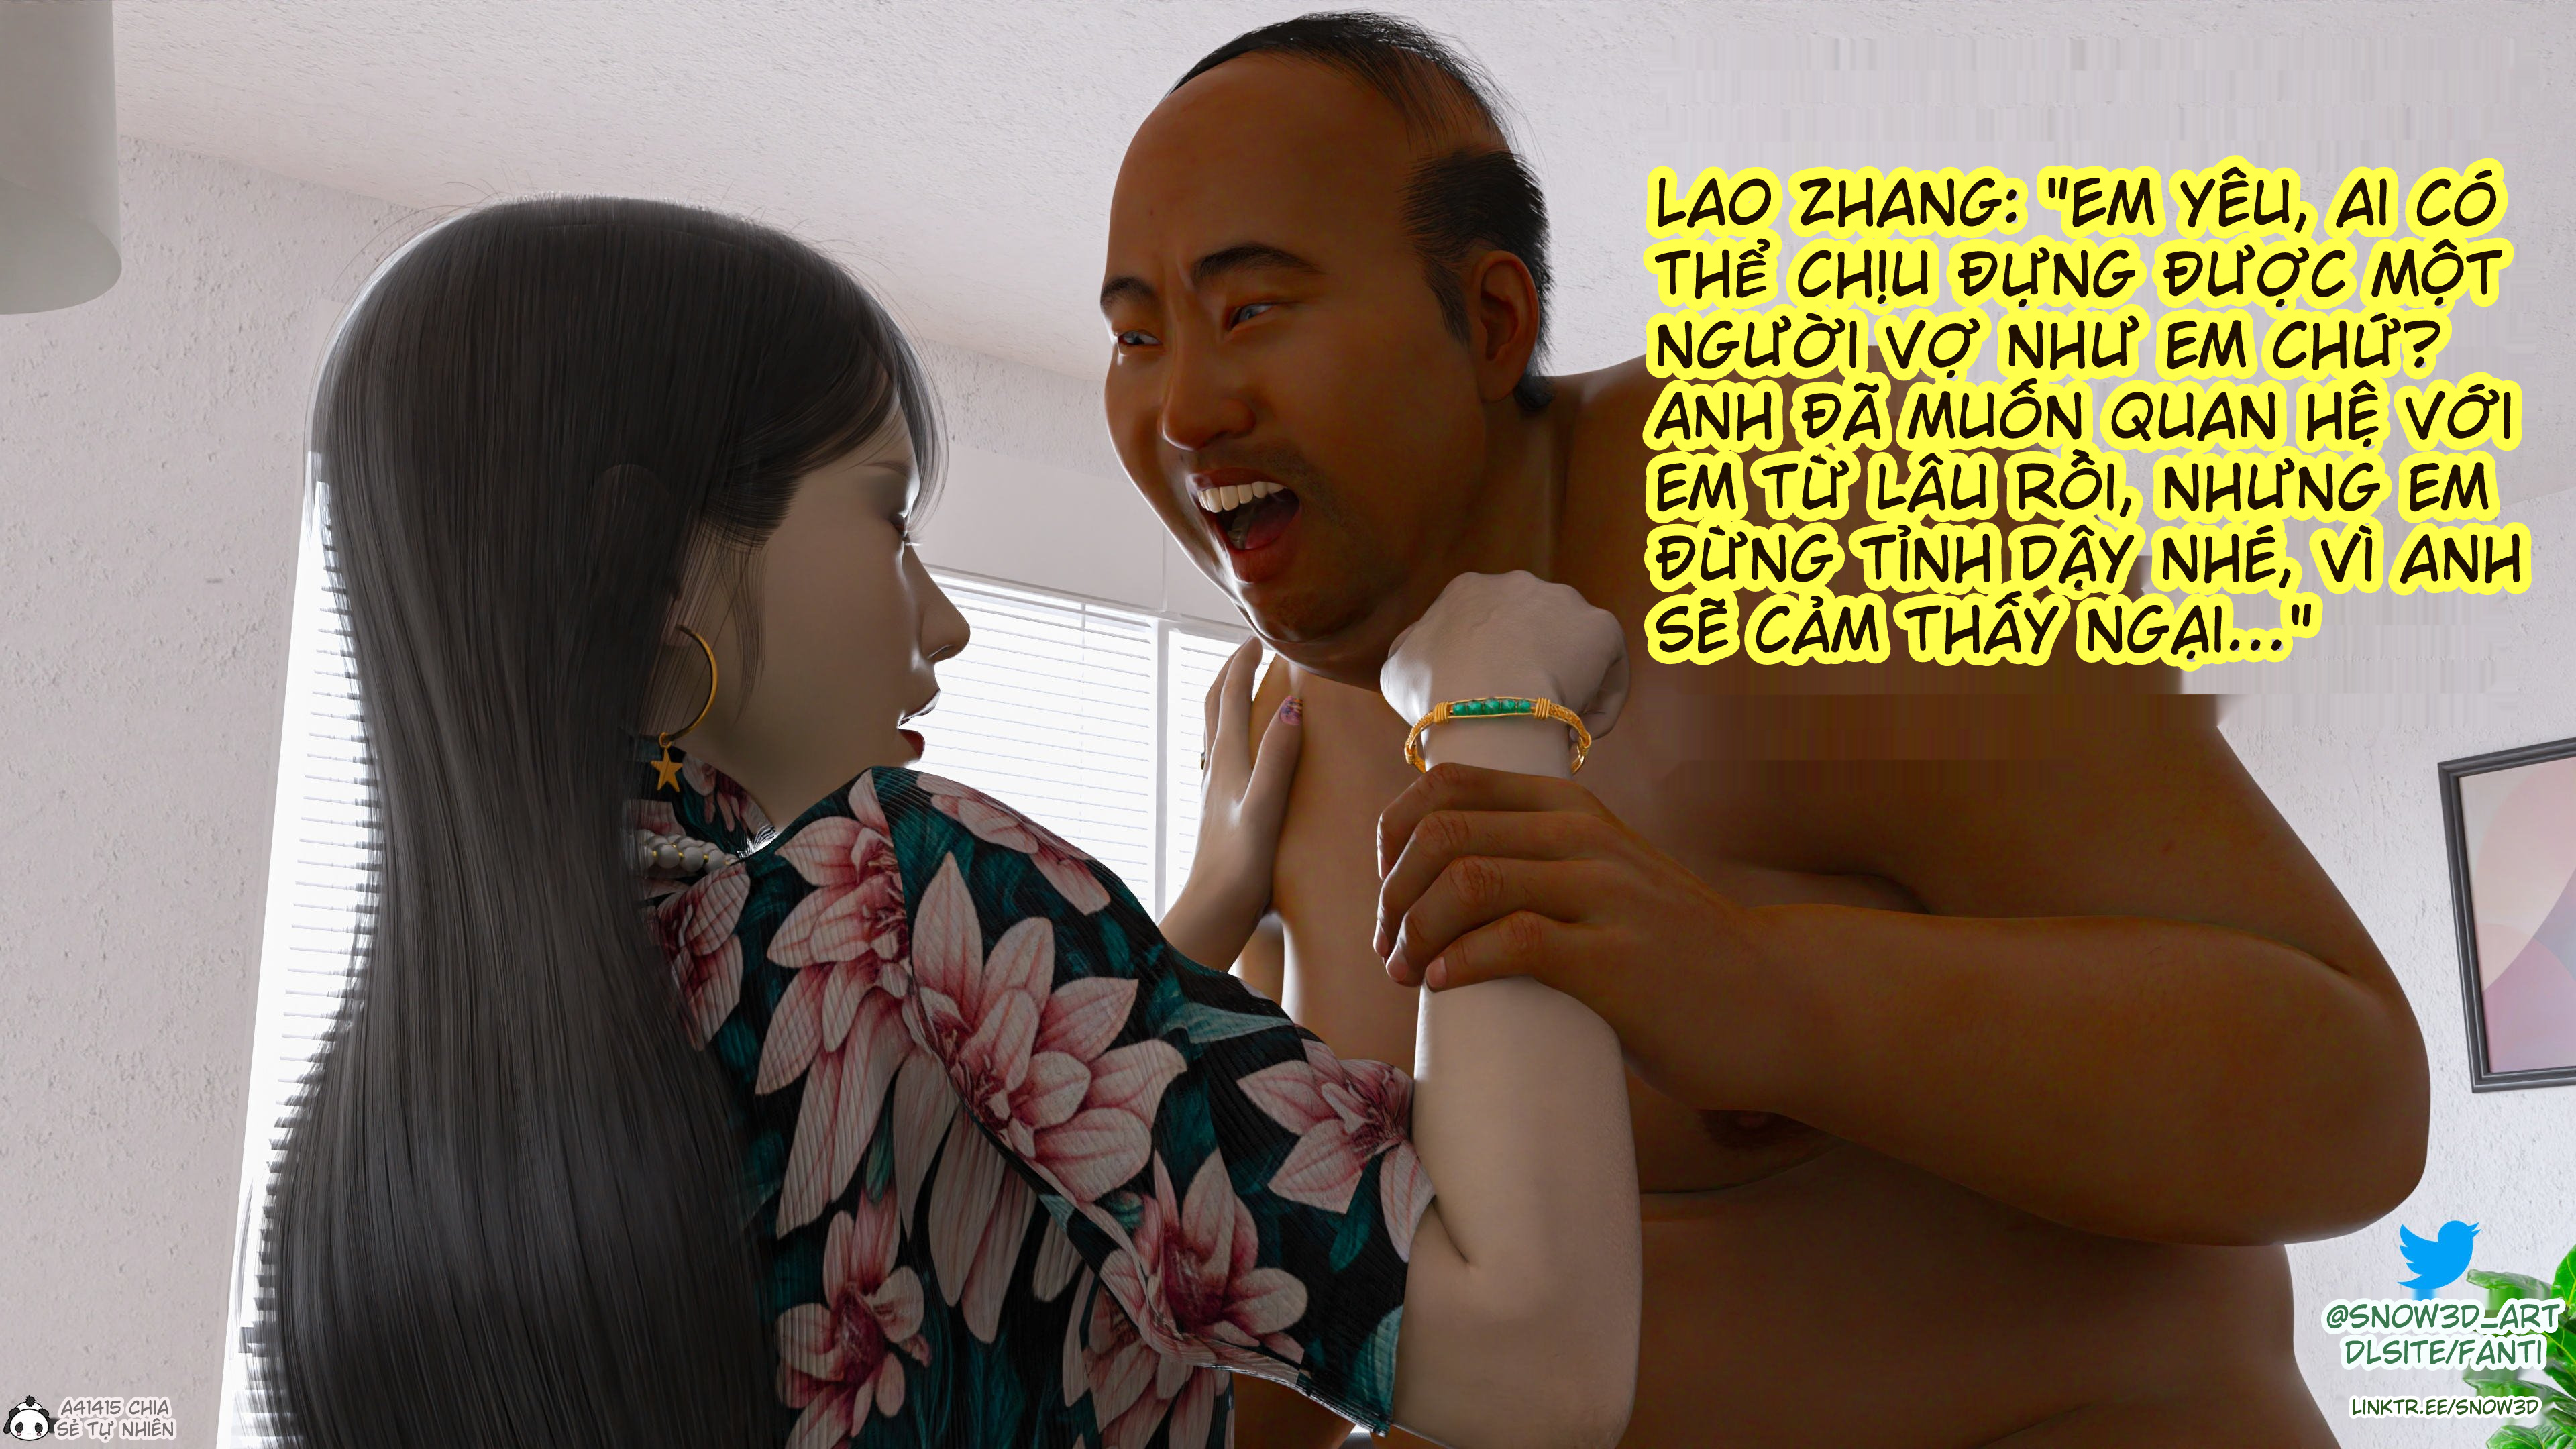 LAO ZHANG: "EM YÊU, AI CÓ
THỂ CHỊU ĐỰNG ĐƯỢC MỘT
NGƯỜI VỢ NHƯ EM CHỨ?
ANH ĐÃ MUỐN QUAN HỆ VỚI
EM TỪ LÂU RỒI, NHƯNG EM
ĐỪNG TỈNH DẬY NHÉ, VÌ ANH
SẼ CẢM THẤY NGẠI..."
@SNOW3D_ART
DLSITE/FANTI
LINKTR.EE/SNOW3D
A41415 CHIA
SẺ TỰ NHIÊN